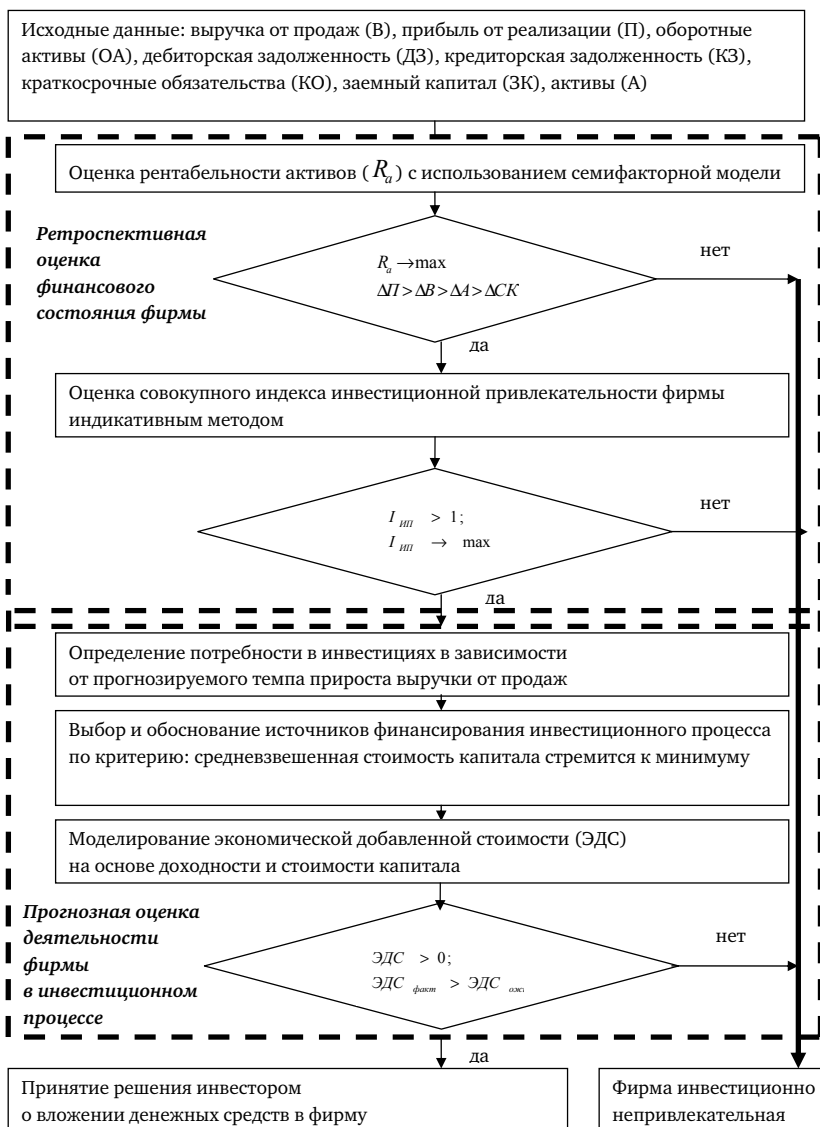 Исходные данные: выручка от продаж (В), прибыль от реализации (П), оборотные
активы (ОА), дебиторская задолженность (ДЗ), кредиторская задолженность (КЗ),
краткосрочные обязательства (КО), заемный капитал (ЗК), активы (А)
Оценка рентабельности активов (Ra) с использованием семифакторной модели
Ретроспективная
оценка
финансового
состояния фирмы
Ra →max
ΔП>ΔВ>ΔА>ΔСК
нет
да
Оценка совокупного индекса инвестиционной привлекательности фирмы
индикативным методом
I ИП > 1;
I ИП → max
нет
да
Определение потребности в инвестициях в зависимости
от прогнозируемого темпа прироста выручки от продаж
Выбор и обоснование источников финансирования инвестиционного процесса
по критерию: средневзвешенная стоимость капитала стремится к минимуму
Моделирование экономической добавленной стоимости (ЭДС)
на основе доходности и стоимости капитала
Прогнозная оценка
деятельности
фирмы
в инвестиционном
процессе
ЭДС > 0;
ЭДС факт > ЭДС ож
нет
да
Принятие решения инвестором
о вложении денежных средств в фирму
Фирма инвестиционно
непривлекательная